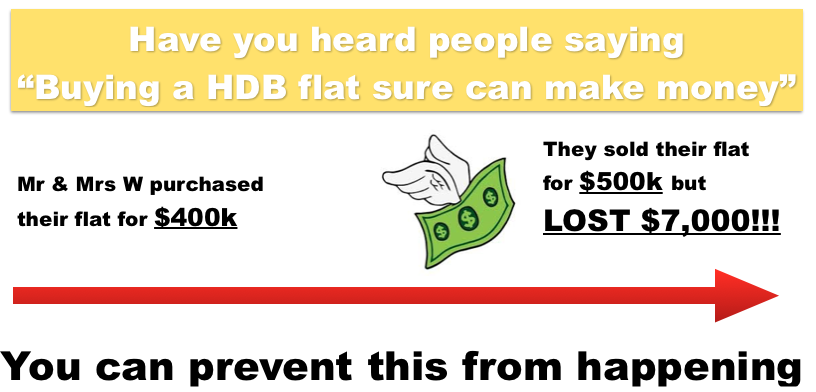 Have you heard people saying
“Buying a HDB flat sure can make money”
Mr & Mrs W purchased
their flat for $400k
They sold their flat
for $500k but
LOST $7,000!!!
You can prevent this from happening